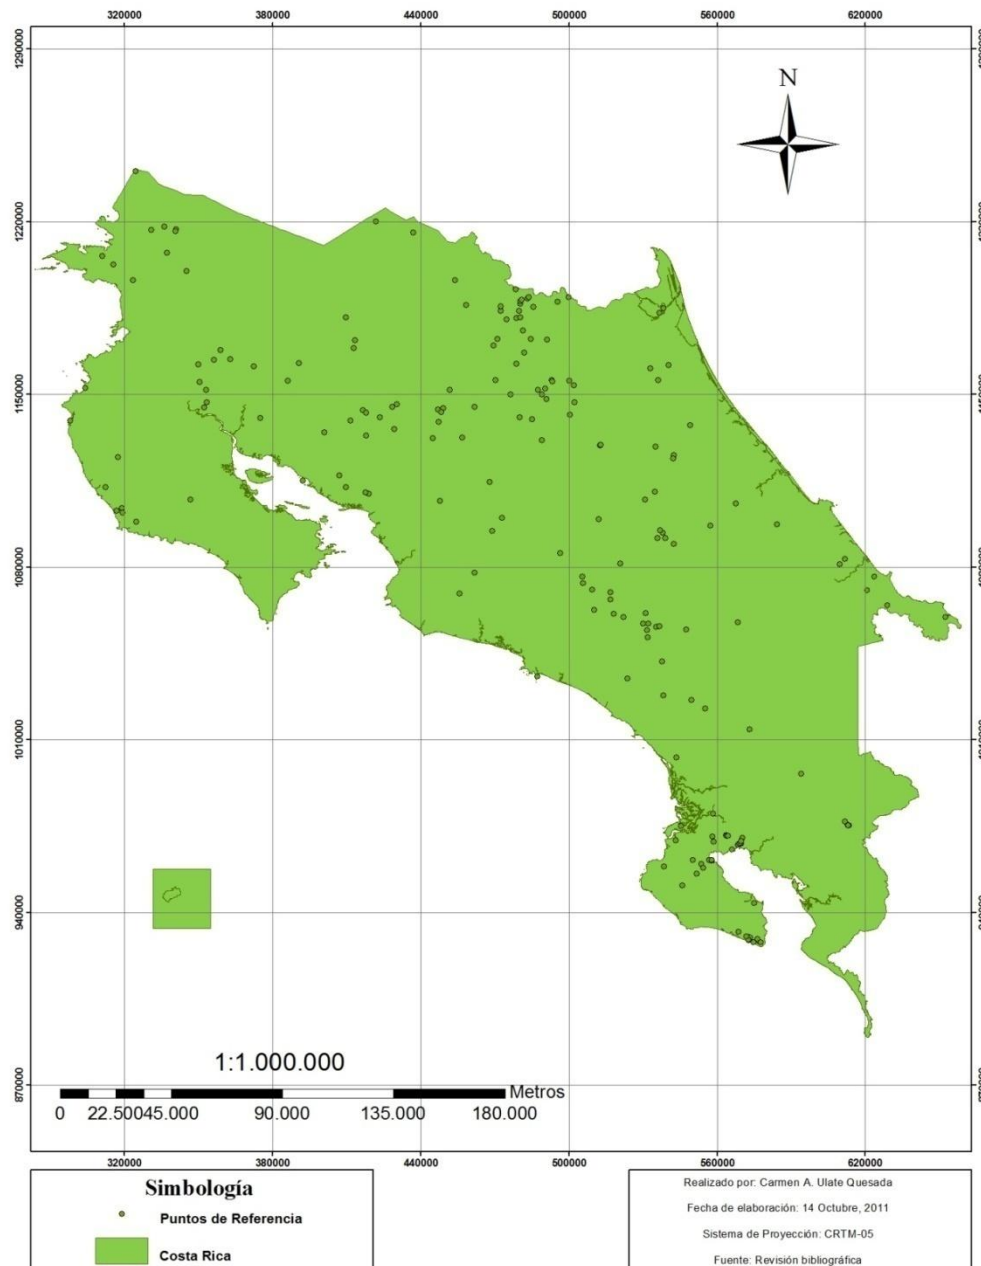 320000 380000 440000 500000 560000 620000
1290000
N
1220000
1150000
1080000
1010000
940000
870000
1:1.000.000
Metros
0 22.50045.000 90.000 135.000 180.000
320000 380000 440000 500000 560000 620000
Simbología
Puntos de Referencia
Costa Rica
Realizado por: Carmen A. Ulate Quesada
Fecha de elaboración: 14 Octubre, 2011
Sistema de Proyección: CRTM-05
Fuente: Revisión bibliográfica